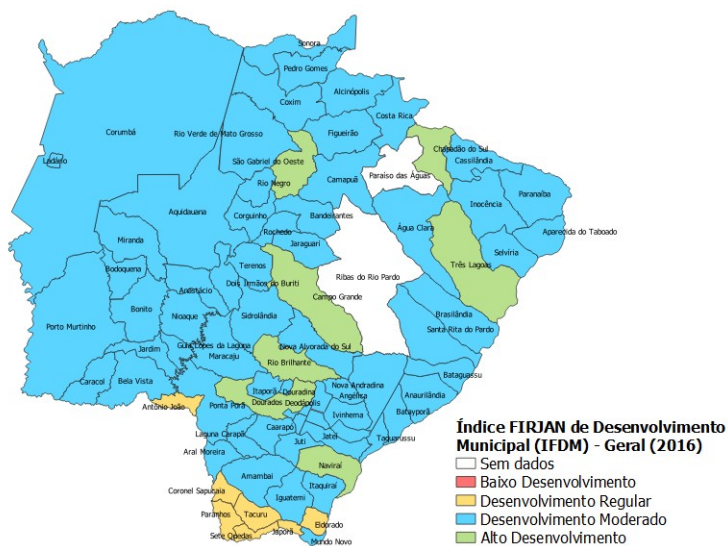 Sonora
Pedro Gomes
Alcinópolis
Coxim
Costa Rica
Corumbá
Rio Verde de Mato Grosso
Figueirão
Chapadão do Sul
Cassilândia
Ladário
São Gabriel do Oeste
Paraíso das Águas
Rio Negro
Camapuã
Paranaíba
Inocência
Aquidauana
Corguinho
Bandeirantes
Rochedo
Água Clara
Aparecida do Taboado
Miranda
Jaraguari
Selvíria
Terenos
Três Lagoas
Bodoquena
Ribas do Rio Pardo
Dois Irmãos do Buriti
Anastácio
Campo Grande
Bonito
Nioaque
Sidrolândia
Brasilândia
Porto Murtinho
Santa Rita do Pardo
Guia Lopes da Laguna
Nova Alvorada do Sul
Jardim
Maracaju
Rio Brilhante
Bataguassu
Caracol
Bela Vista
Itaporã
Nova Andradina
Douradina
Angélica
Anaurilândia
Antônio João
Ponta Porã
Dourados
Deodápolis
Batayporã
Ivinhema
Caarapó
Laguna Carapã
Jateí
Taquarussu
Juti
Aral Moreira
Naviraí
Amambai
Itaquiraí
Coronel Sapucaia
Iguatemi
Paranhos
Tacuru
Eldorado
Japorã
Sete Quedas
Mundo Novo
Índice FIRJAN de Desenvolvimento
Municipal (IFDM) - Geral (2016)
Sem dados
Baixo Desenvolvimento
Desenvolvimento Regular
Desenvolvimento Moderado
Alto Desenvolvimento